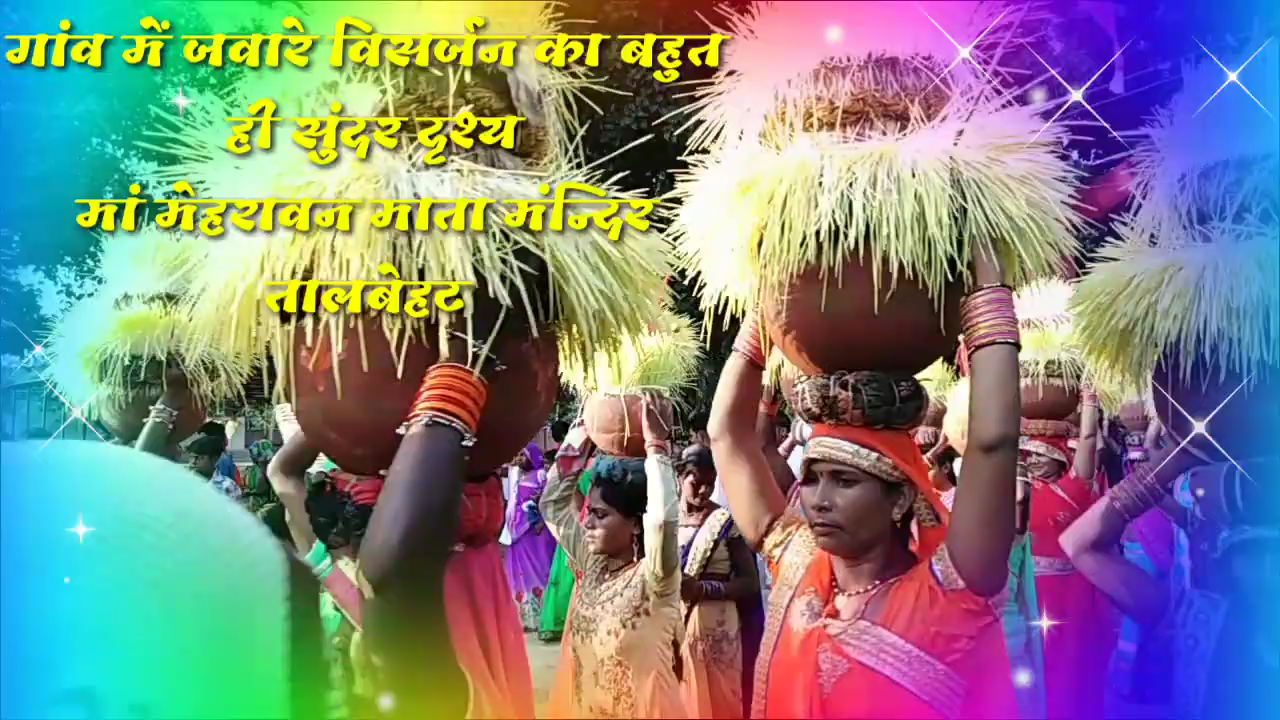 गांव में जवारे विसर्जन का बहुत
ही सुंदर दृश्य
मां मेहरावन माता मंन्दिर
तालबेहट